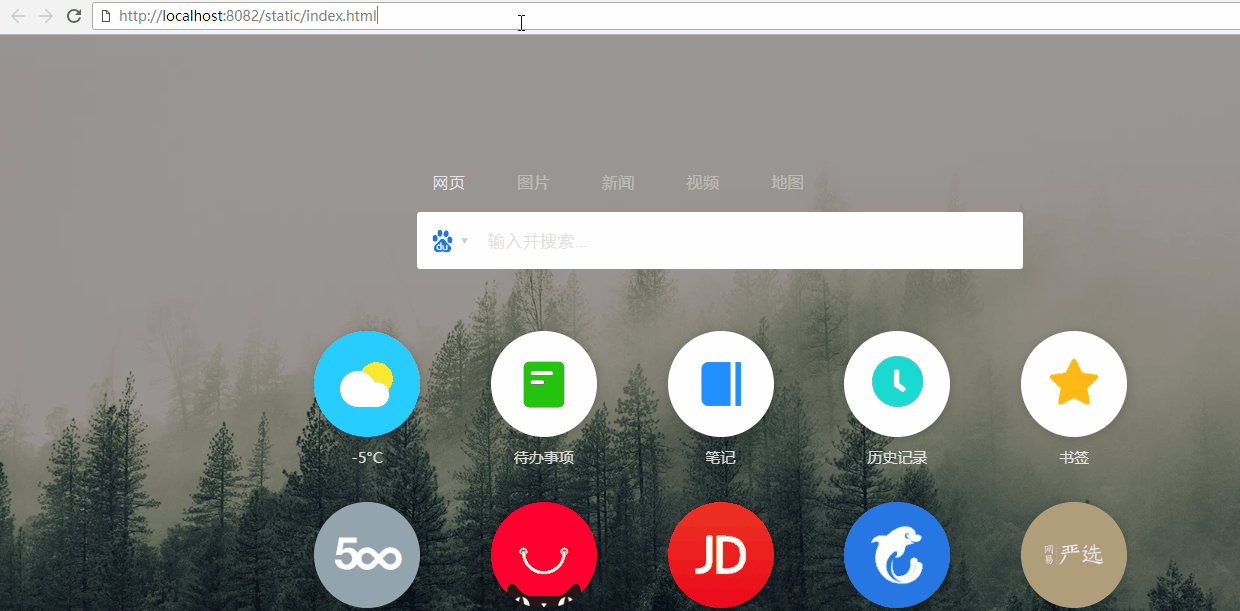 http://localhost:8082/static/index.html
网页 图片 新闻 视频 地图
du 输入并搜索...
-5°C 待办事项 笔记 历史记录 书签
500 JD 网易 严选